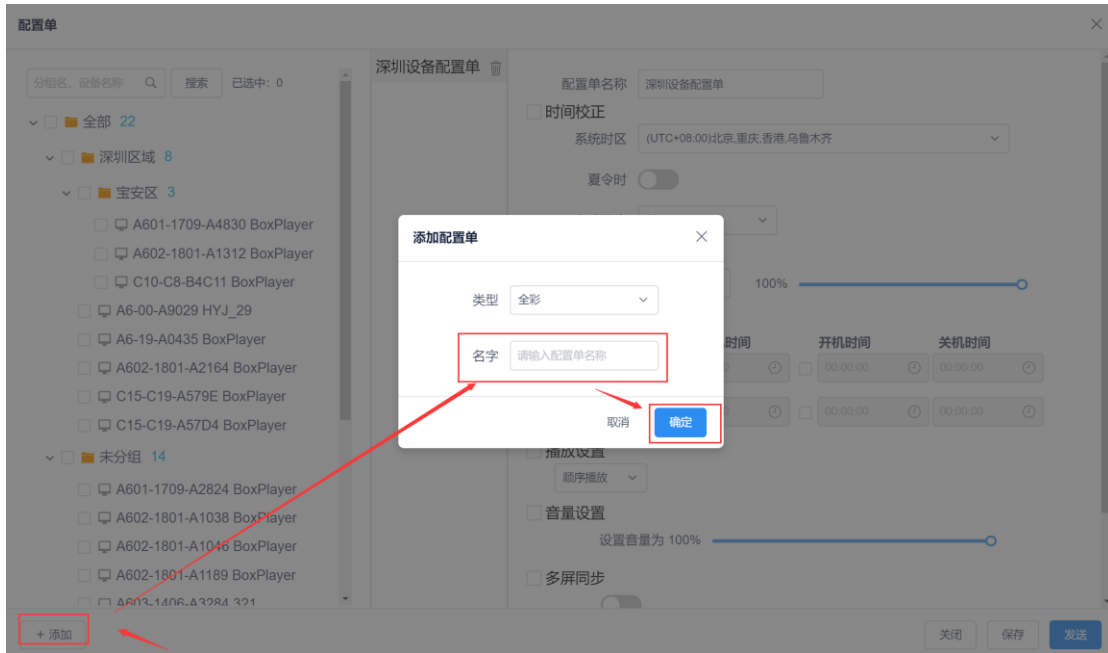 配置单
分组名、设备名称
搜索
已选中: 0
全部 22
深圳区域 8
宝安区 3
A601-1709-A4830 BoxPlayer
A602-1801-A1312 BoxPlayer
C10-C8-B4C11 BoxPlayer
A6-00-A9029 HYJ_29
A6-19-A0435 BoxPlayer
A602-1801-A2164 BoxPlayer
C15-C19-A579E BoxPlayer
C15-C19-A57D4 BoxPlayer
未分组 14
A601-1709-A2824 BoxPlayer
A602-1801-A1038 BoxPlayer
A602-1801-A1046 BoxPlayer
A602-1801-A1189 BoxPlayer
A603-1406-A3284 321
+ 添加
深圳设备配置单
配置单名称 深圳设备配置单
时间校正
系统时区 (UTC+08:00)北京,重庆,香港,乌鲁木齐
夏令时
100%
时间 开机时间 关机时间
00:00:00 00:00:00
00:00:00 00:00:00
播放设置
顺序播放
音量设置
设置音量为 100%
多屏同步
关闭 保存 发送
添加配置单
类型 全彩
名字 请输入配置单名称
取消 确定